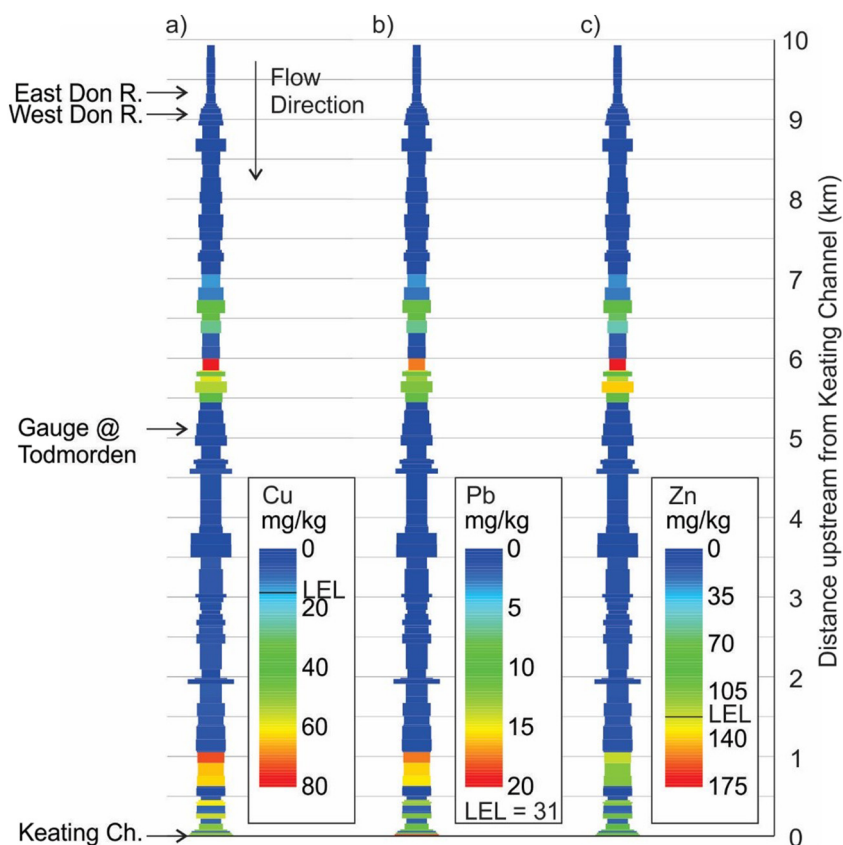 a)
b)
c)
10
Flow
Direction
East Don R.
West Don R.
9
8
7
6
Gauge @
Todmorden
5
4
3
2
1
Keating Ch.
0
Cu
mg/kg
0
LEL
20
40
60
80
Pb
mg/kg
0
5
10
15
20
LEL = 31
Zn
mg/kg
0
35
70
105
LEL
140
175
Distance upstream from Keating Channel (km)